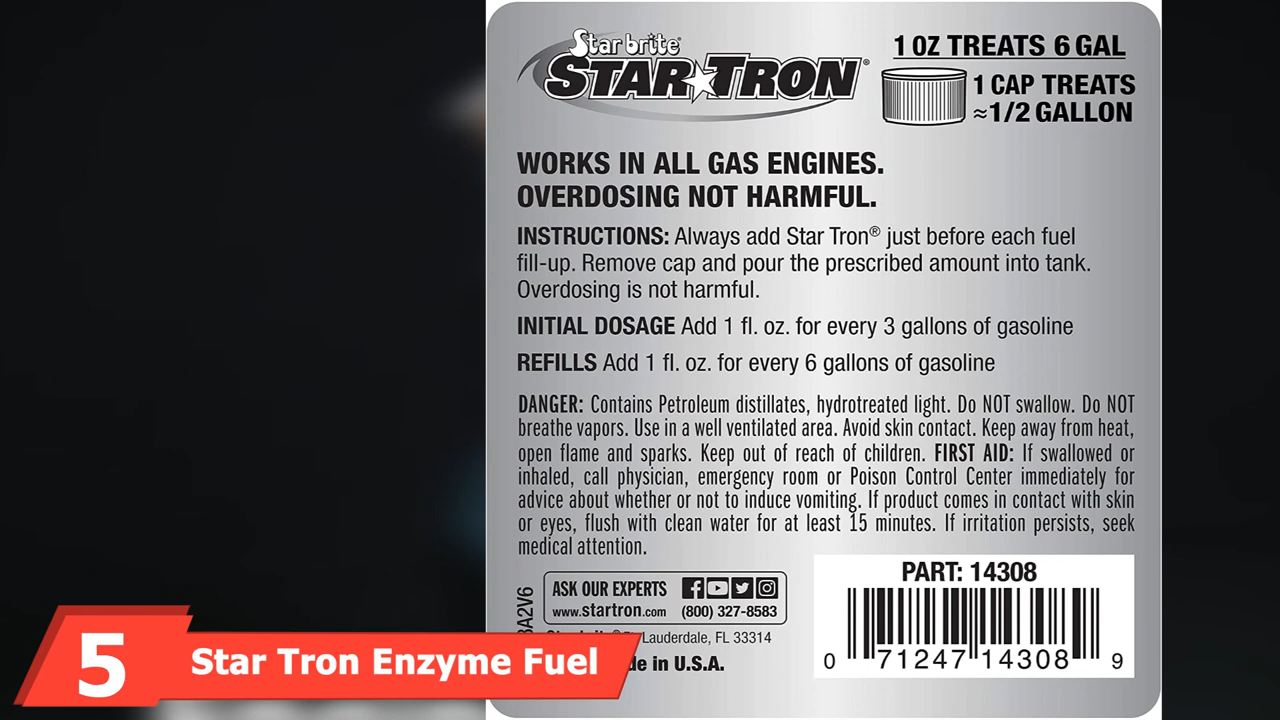 Star brite®
STAR TRON®
1 OZ TREATS 6 GAL
1 CAP TREATS
≈1/2 GALLON
WORKS IN ALL GAS ENGINES.
OVERDOSING NOT HARMFUL.
INSTRUCTIONS: Always add Star Tron® just before each fuel
fill-up. Remove cap and pour the prescribed amount into tank.
Overdosing is not harmful.
INITIAL DOSAGE Add 1 fl. oz. for every 3 gallons of gasoline
REFILLS Add 1 fl. oz. for every 6 gallons of gasoline
DANGER: Contains Petroleum distillates, hydrotreated light. Do NOT swallow. Do NOT
breathe vapors. Use in a well ventilated area. Avoid skin contact. Keep away from heat,
open flame and sparks. Keep out of reach of children. FIRST AID: If swallowed or
inhaled, call physician, emergency room or Poison Control Center immediately for
advice about whether or not to induce vomiting. If product comes in contact with skin
or eyes, flush with clean water for at least 15 minutes. If irritation persists, seek
medical attention.
ASK OUR EXPERTS
www.startron.com (800) 327-8583
Lauderdale, FL 33314
in U.S.A.
PART: 14308
0 71247 14308 9
5
Star Tron Enzyme Fuel